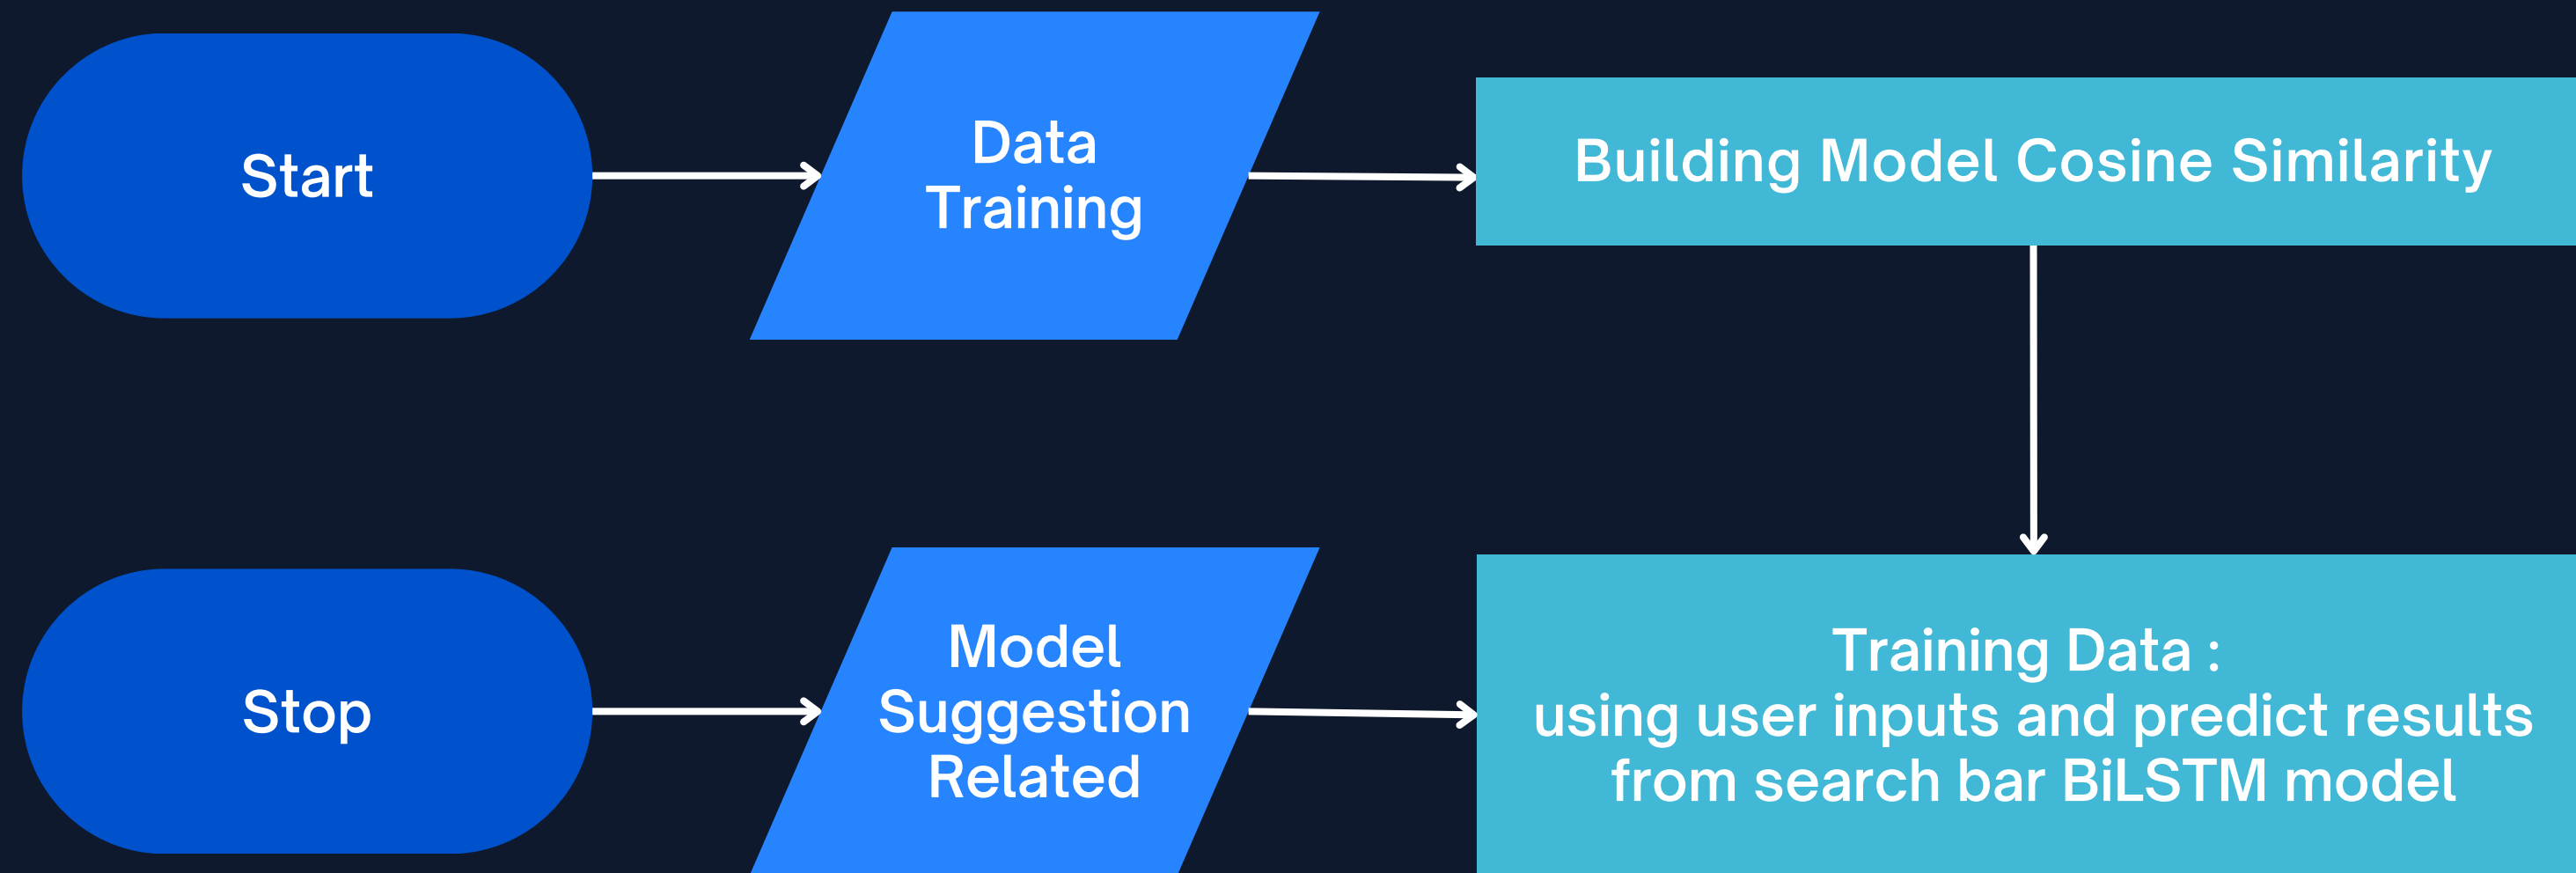 Start
Data
Training
Building Model Cosine Similarity
Stop
Model
Suggestion
Related
Training Data :
using user inputs and predict results
from search bar BiLSTM model